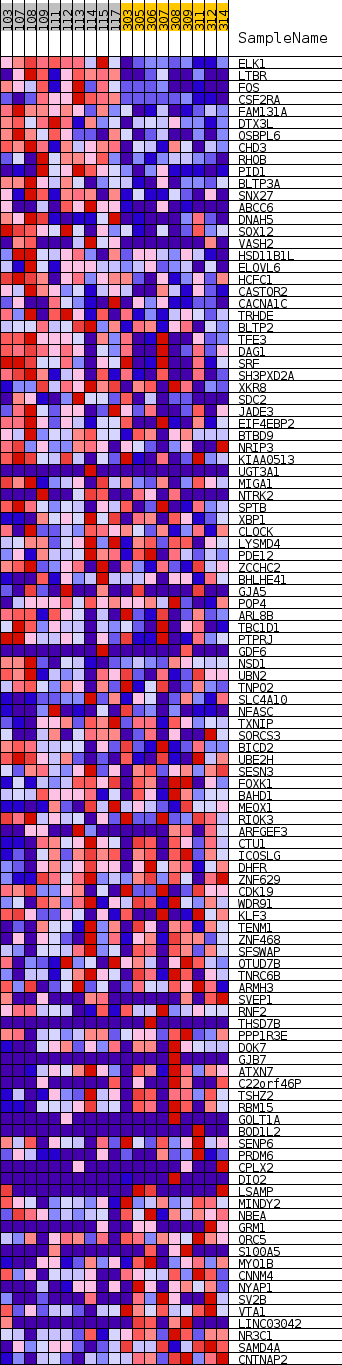 103 107 108 109 111 112 113 114 115 117 303 305 306 307 308 309 311 312 314
SampleName
ELK1
LTBR
FOS
CSF2RA
FAM131A
DTX3L
OSBPL6
CHD3
RHOB
PID1
BLTP3A
SNX27
ABCC6
DNAH5
SOX12
VASH2
HSD11B1L
ELOVL6
HCFC1
CASTOR2
CACNA1C
TRHDE
BLTP2
TFE3
DAG1
SRF
SH3PXD2A
XKR8
SDC2
JADE3
EIF4EBP2
BTBD9
NRIP3
KIAA0513
UGT3A1
MIGA1
NTRK2
SPTB
XBP1
CLOCK
LYSMD4
PDE12
ZCCHC2
BHLHE41
GJA5
POP4
ARL8B
TBC1D1
PTPRJ
GDF6
NSD1
UBN2
TNPO2
SLC4A10
NFASC
TXNIP
SORCS3
BICD2
UBE2H
SESN3
FOXK1
BAHD1
MEOX1
RIOK3
ARFGEF3
CTU1
ICOSLG
DHFR
ZNF629
CDK19
WDR91
KLF3
TENM1
ZNF468
SFSWAP
OTUD7B
TNRC6B
ARMH3
SVEP1
RNF2
THSD7B
PPP1R3E
DOK7
GJB7
ATXN7
C22orf46P
TSHZ2
RBM15
GOLT1A
BOD1L2
SENP6
PRDM6
CPLX2
DIO2
LSAMP
MINDY2
NBEA
GRM1
ORC5
S100A5
MYO1B
CNNM4
NYAP1
SV2B
VTA1
LINC03042
NR3C1
SAMD4A
CNTNAP2